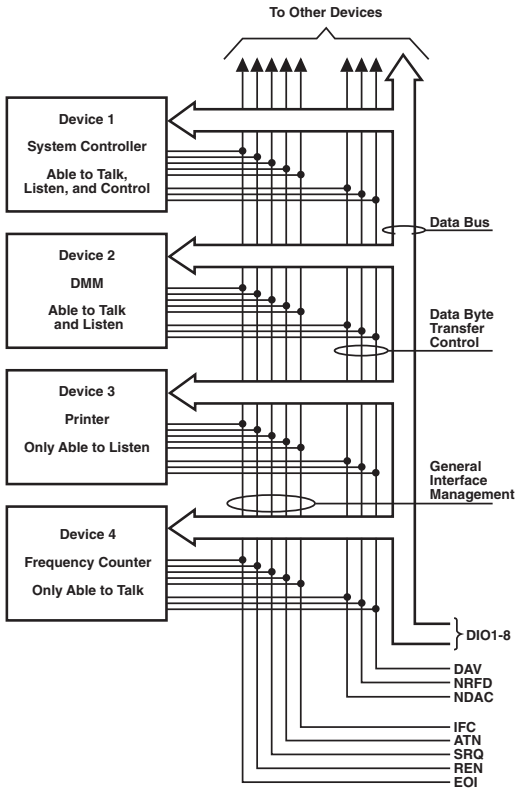 To Other Devices
Device 1
System Controller
Able to Talk,
Listen, and Control
Data Bus
Device 2
DMM
Able to Talk
and Listen
Data Byte
Transfer
Control
Device 3
Printer
Only Able to Listen
General
Interface
Management
Device 4
Frequency Counter
Only Able to Talk
DIO1-8
DAV
NRFD
NDAC
IFC
ATN
SRQ
REN
EOI